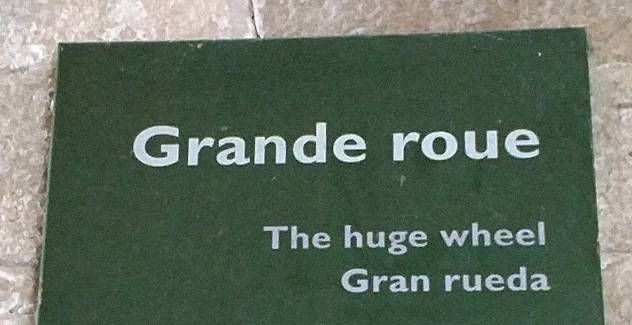 Grande roue
The huge wheel
Gran rueda